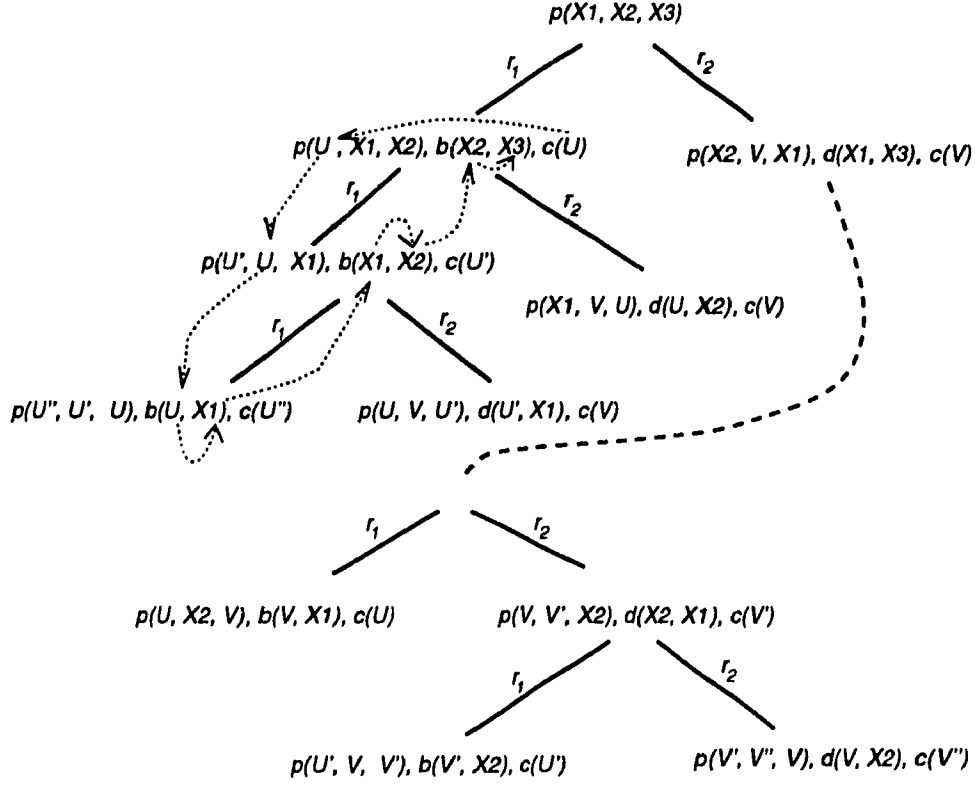 p(X1, X2, X3)
r1 r2
p(U, X1, X2), b(X2, X3), c(U) p(X2, V, X1), d(X1, X3), c(V)
r1 r2
p(U', U, X1), b(X1, X2), c(U') p(X1, V, U), d(U, X2), c(V)
r1 r2
p(U'', U', U), b(U, X1), c(U'') p(U, V, U'), d(U', X1), c(V)
r1 r2
p(U, X2, V), b(V, X1), c(U) p(V, V', X2), d(X2, X1), c(V')
r1 r2
p(U', V, V'), b(V', X2), c(U') p(V', V'', V), d(V, X2), c(V'')